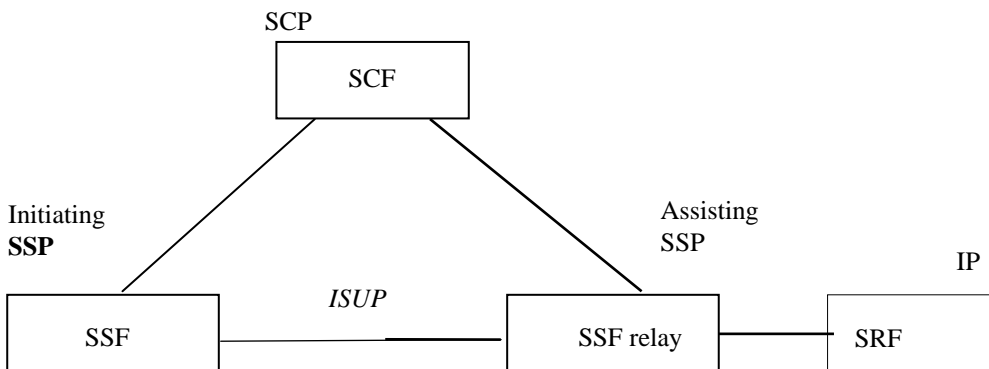 SCP
SCF
Initiating
SSP
Assisting
SSP
IP
ISUP
SSF
SSF relay
SRF